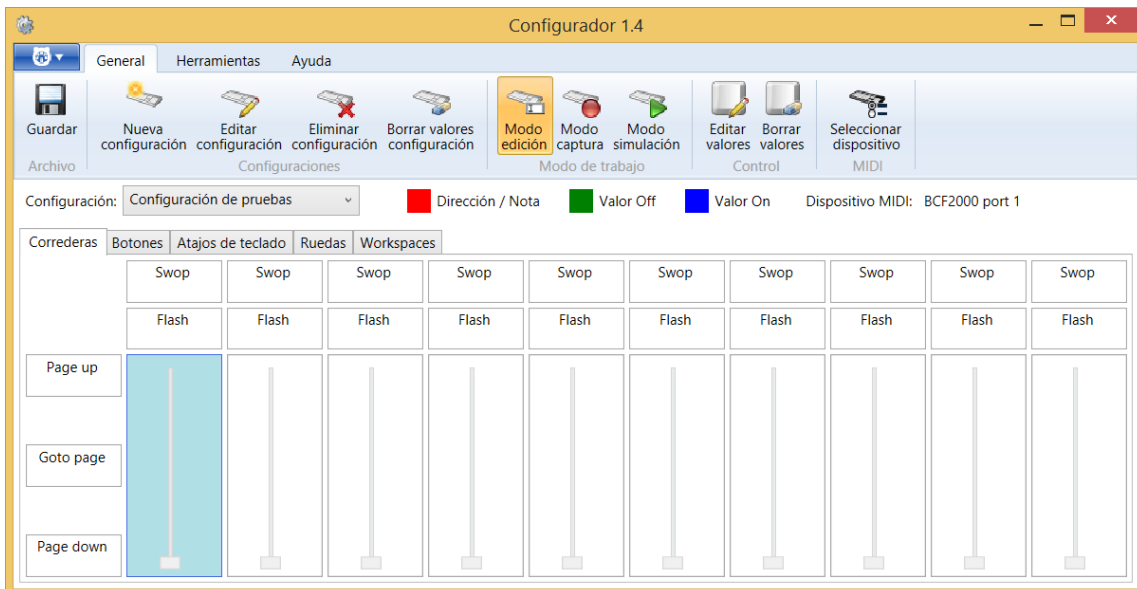 Configurador 1.4
General Herramientas Ayuda
Guardar
Nueva configuración
Editar configuración
Eliminar configuración
Borrar valores configuración
Modo edición
Modo captura
Modo simulación
Editar valores
Borrar valores
Seleccionar dispositivo
Archivo Configuraciones Modo de trabajo Control MIDI
Configuración: Configuración de pruebas Dirección / Nota Valor Off Valor On Dispositivo MIDI: BCF2000 port 1
Correderas Botones Atajos de teclado Ruedas Workspaces
Swop Swop Swop Swop Swop Swop Swop Swop Swop Swop
Flash Flash Flash Flash Flash Flash Flash Flash Flash Flash
Page up
Goto page
Page down